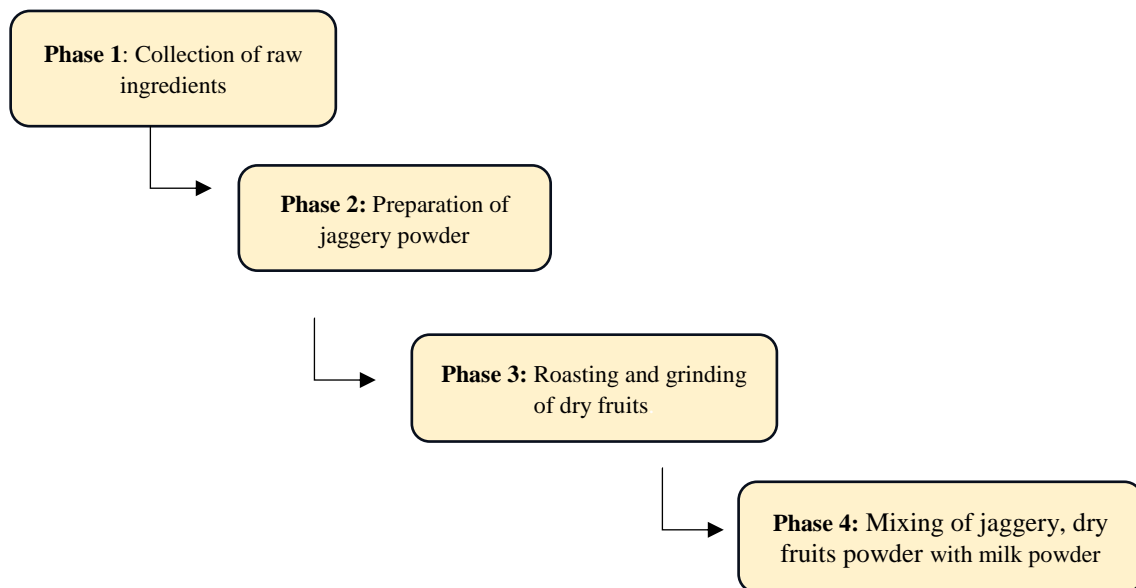 Phase 1: Collection of raw
ingredients
Phase 2: Preparation of
jaggery powder
Phase 3: Roasting and grinding
of dry fruits
Phase 4: Mixing of jaggery, dry
fruits powder with milk powder